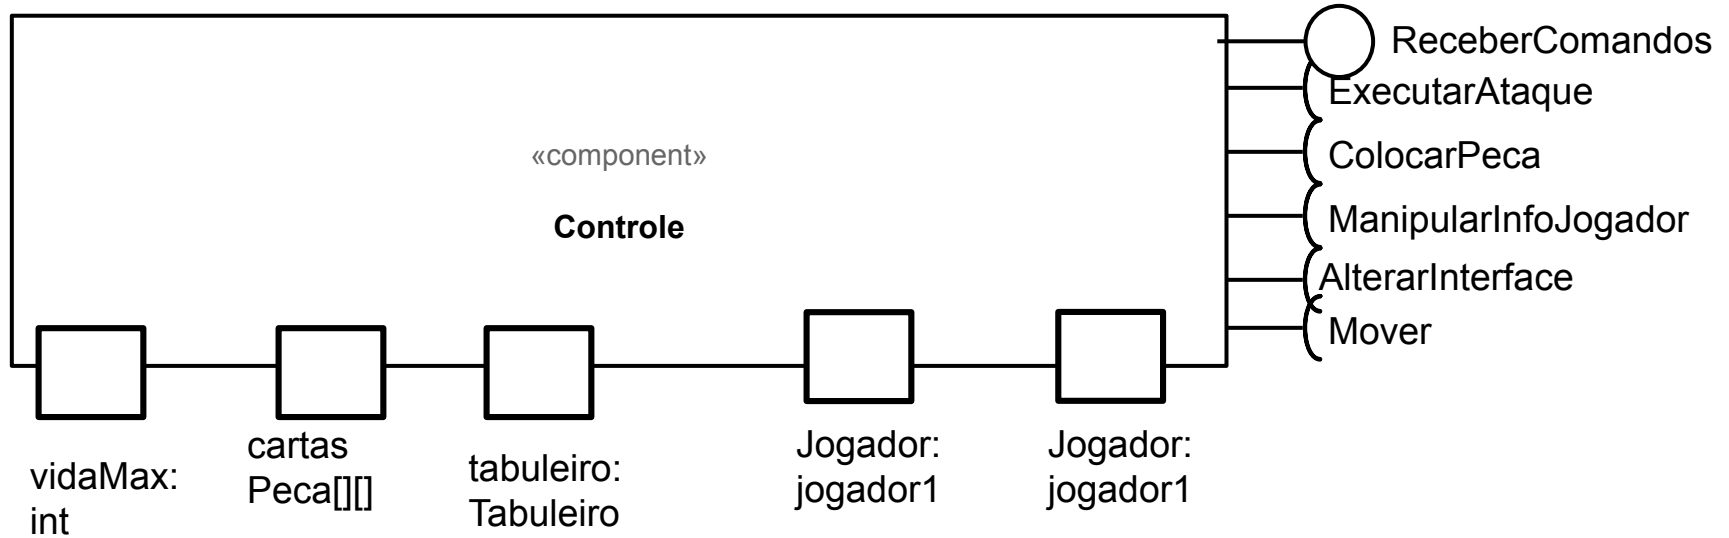 ReceberComandos
ExecutarAtaque
«component»
ColocarPeca
Controle
ManipularInfoJogador
AlterarInterface
Mover
vidaMax:
int
cartas
Peca[][]
tabuleiro:
Tabuleiro
Jogador:
jogador1
Jogador:
jogador1